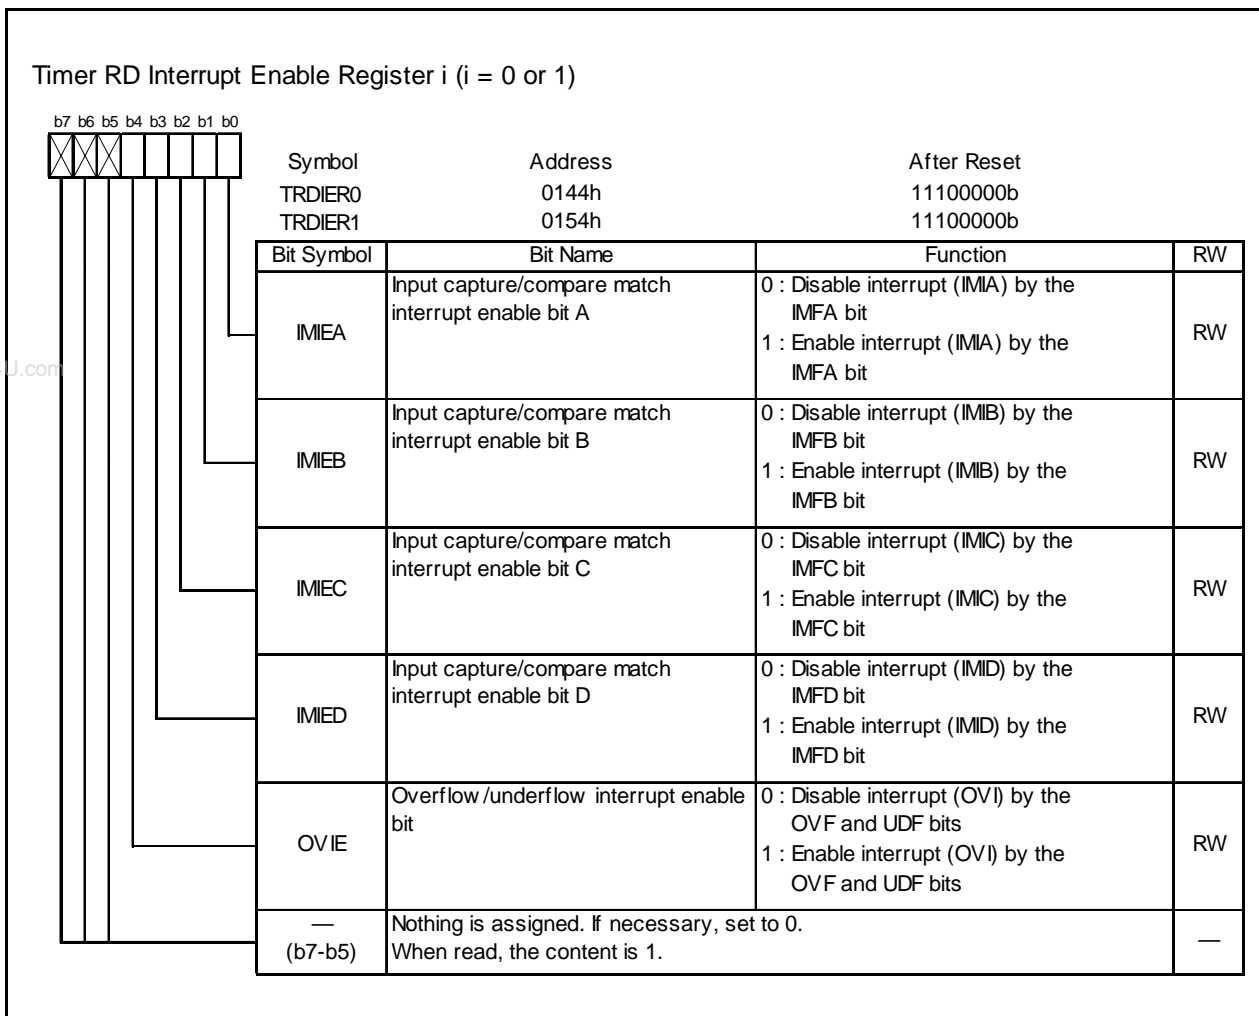 Timer RD Interrupt Enable Register i (i = 0 or 1)
b7 b6 b5 b4 b3 b2 b1 b0
Symbol Address After Reset
TRDIER0 0144h 11100000b
TRDIER1 0154h 11100000b
Bit Symbol Bit Name Function RW
IMIEA
Input capture/compare match
interrupt enable bit A
0 : Disable interrupt (IMIA) by the
IMFA bit
1 : Enable interrupt (IMIA) by the
IMFA bit
RW
U.com
IMIEB
Input capture/compare match
interrupt enable bit B
0 : Disable interrupt (IMIB) by the
IMFB bit
1 : Enable interrupt (IMIB) by the
IMFB bit
RW
IMIEC
Input capture/compare match
interrupt enable bit C
0 : Disable interrupt (IMIC) by the
IMFC bit
1 : Enable interrupt (IMIC) by the
IMFC bit
RW
IMIED
Input capture/compare match
interrupt enable bit D
0 : Disable interrupt (IMID) by the
IMFD bit
1 : Enable interrupt (IMID) by the
IMFD bit
RW
OVIE
Overflow/underflow interrupt enable
bit
0 : Disable interrupt (OVI) by the
OVF and UDF bits
1 : Enable interrupt (OVI) by the
OVF and UDF bits
RW
—
(b7-b5)
Nothing is assigned. If necessary, set to 0.
When read, the content is 1.
—